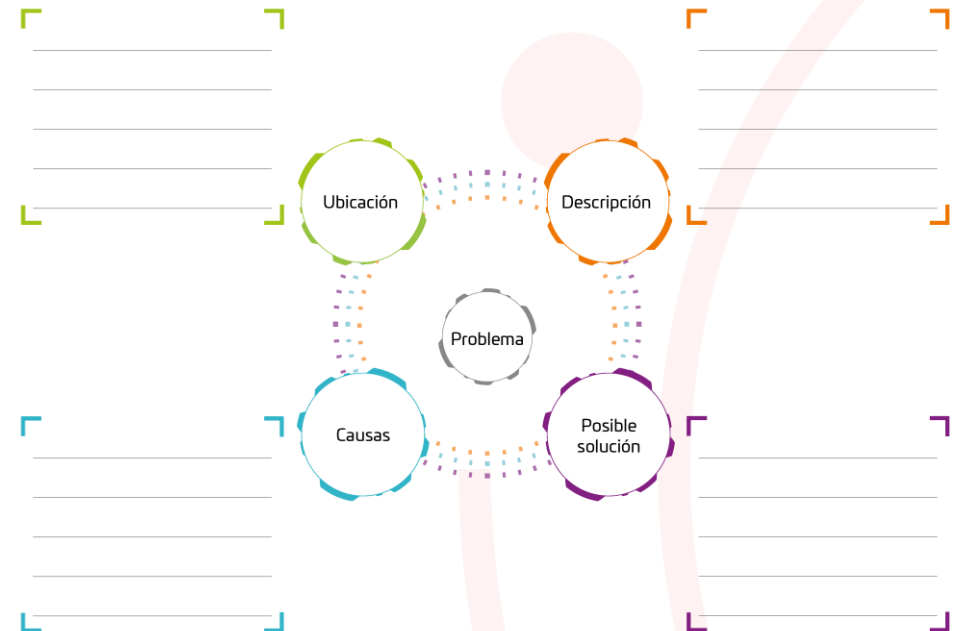 Ubicación
Descripción
Problema
Causas
Posible
solución